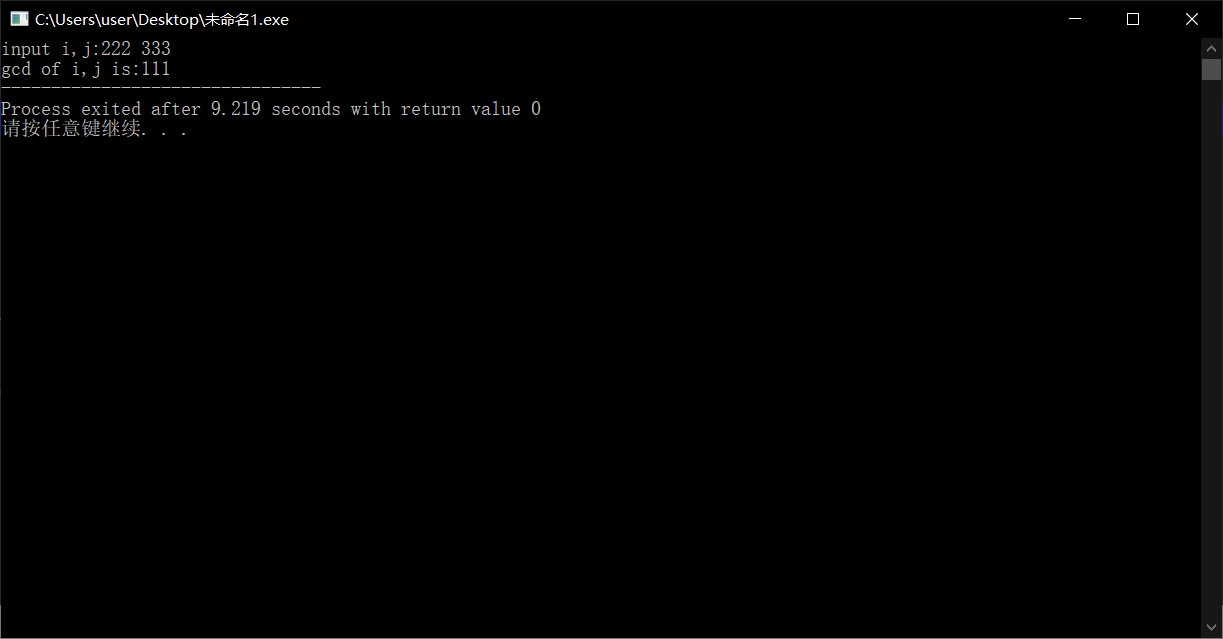 C:\Users\user\Desktop\未命名1.exe
input i,j:222 333
gcd of i,j is:111
--------------------------------
Process exited after 9.219 seconds with return value 0
请按任意键继续. . .